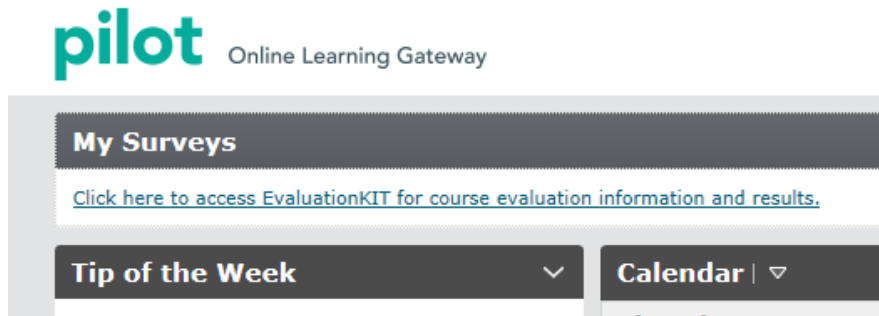 pilot Online Learning Gateway
My Surveys
Click here to access EvaluationKIT for course evaluation information and results.
Tip of the Week
Calendar